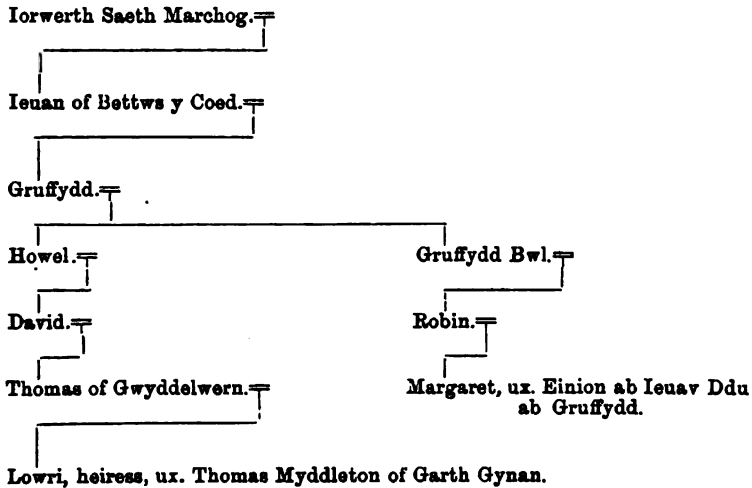 Iorwerth Saeth Marchog.
Ieuan of Bettws y Coed.
Gruffydd.
Howel. Gruffydd Bwl.
David. Robin.
Thomas of Gwyddelwern. Margaret, ux. Einion ab Ieuav Ddu
ab Gruffydd.
Lowri, heiress, ux. Thomas Myddleton of Garth Gynan.